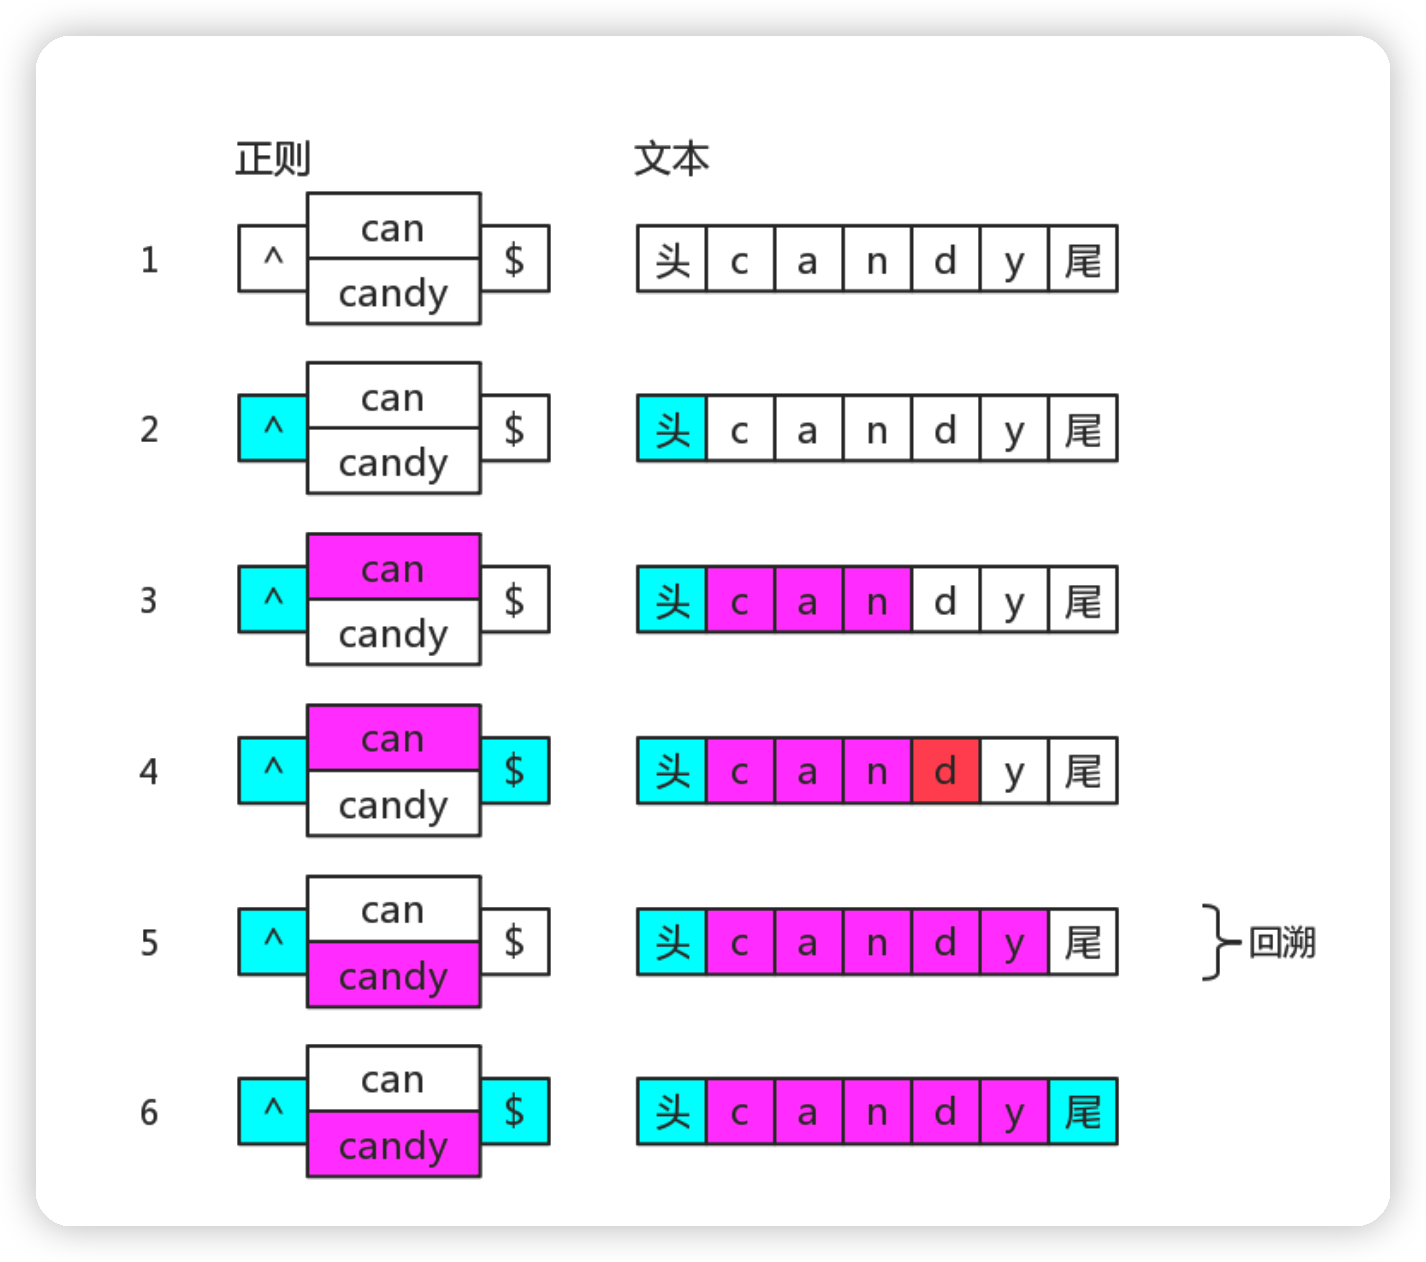 正则 文本
can
1 ^ $ 头 c a n d y 尾
candy
can
2 ^ $ 头 c a n d y 尾
candy
can
3 ^ $ 头 c a n d y 尾
candy
can
4 ^ $ 头 c a n d y 尾
candy
can
5 ^ $ 头 c a n d y 尾 回溯
candy
can
6 ^ $ 头 c a n d y 尾
candy